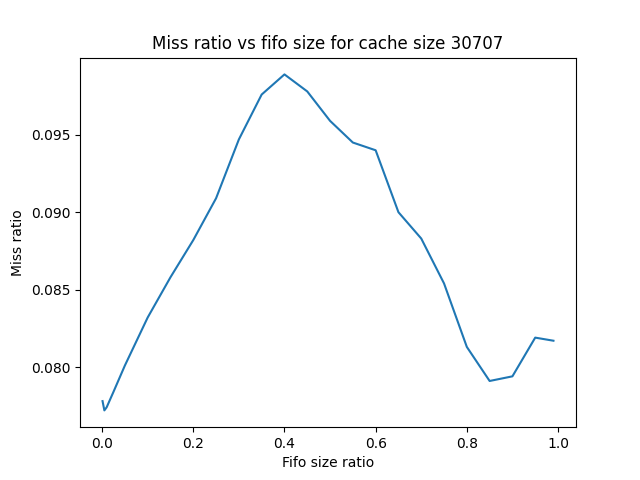 Miss ratio vs fifo size for cache size 30707
Miss ratio
0.095
0.090
0.085
0.080
0.0 0.2 0.4 0.6 0.8 1.0
Fifo size ratio